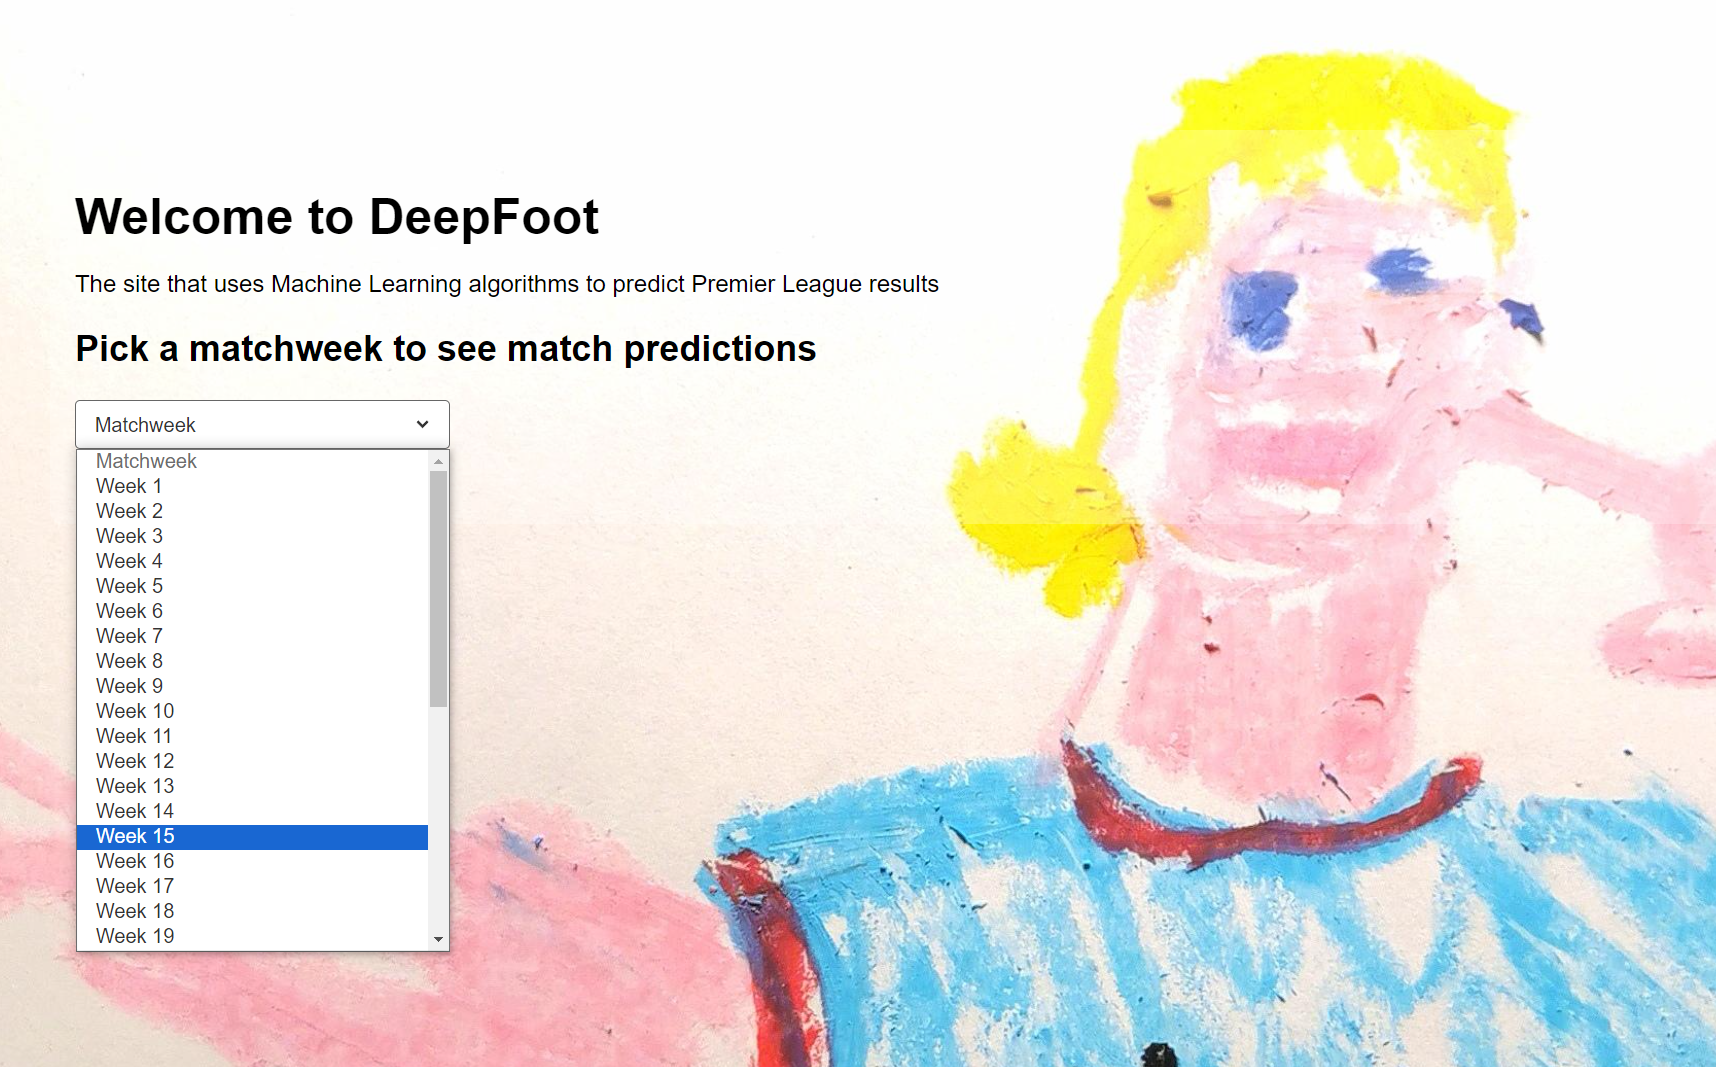 Welcome to DeepFoot
The site that uses Machine Learning algorithms to predict Premier League results
Pick a matchweek to see match predictions
Matchweek
Matchweek
Week 1
Week 2
Week 3
Week 4
Week 5
Week 6
Week 7
Week 8
Week 9
Week 10
Week 11
Week 12
Week 13
Week 14
Week 15
Week 16
Week 17
Week 18
Week 19